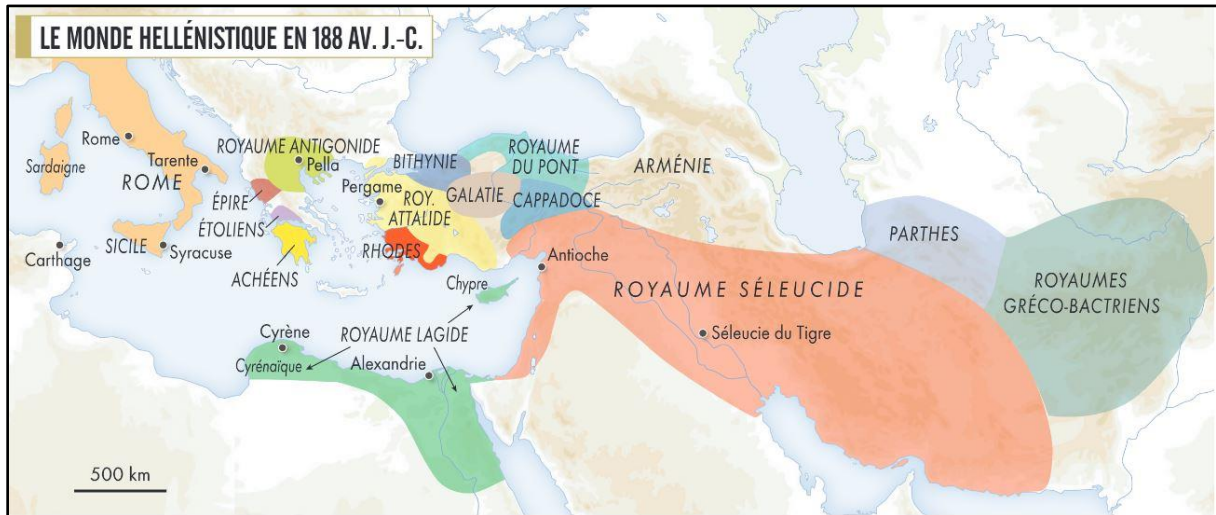 LE MONDE HELLÉNISTIQUE EN 188 AV. J.-C.
Rome
Sardaigne
Tarente
ROME
SICILE
Syracuse
Carthage
ROYAUME ANTIGONIDE
Pella
ÉPIRE
ÉTOLIENS
ACHÉENS
BITHYNIE
Pergame
ROY.
ATTALIDE
GALATIE
ROYAUME
DU PONT
CAPPADOCE
RHODES
ARMÉNIE
Chypre
Antioche
ROYAUME SÉLEUCIDE
Séleucie du Tigre
PARTHES
ROYAUMES
GRÉCO-BACTRIENS
Cyrène
Cyrénaïque
ROYAUME LAGIDE
Alexandrie
500 km